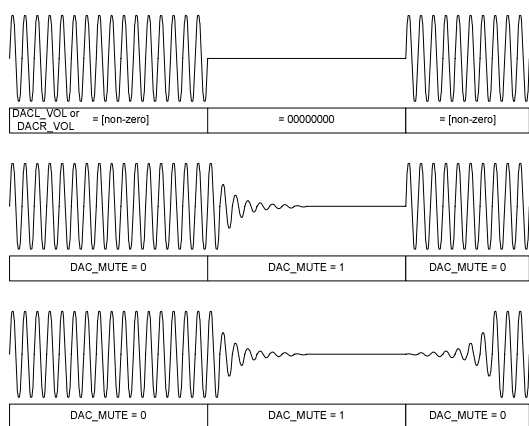 DACL_VOL or
DACR_VOL
= [non-zero]
= 00000000
= [non-zero]
DAC_MUTE = 0
DAC_MUTE = 1
DAC_MUTE = 0
DAC_MUTE = 0
DAC_MUTE = 1
DAC_MUTE = 0